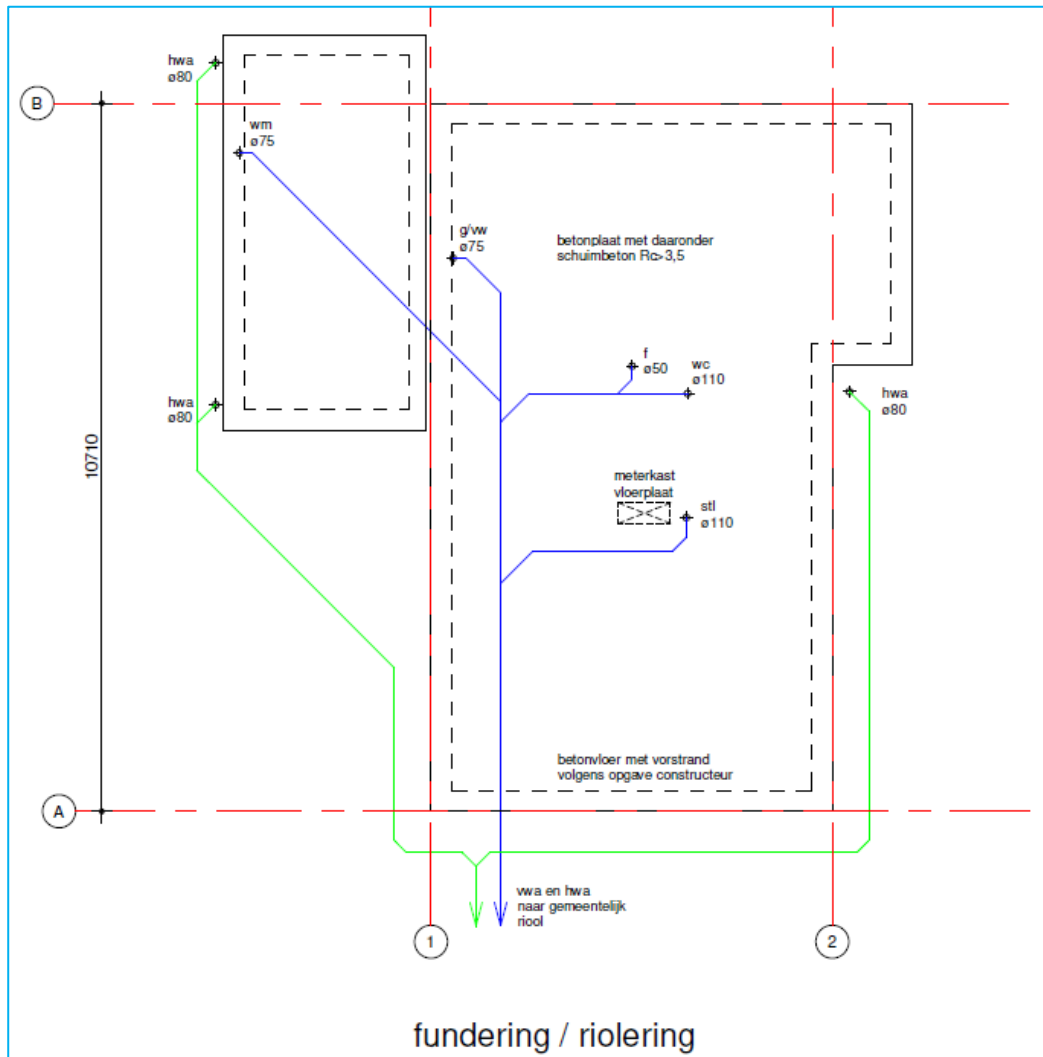 hwa
ø80
B
wm
ø75
g/vw
ø75
betonplaat met daaronder
schuimbeton Rc>3,5
f
ø50
wc
ø110
hwa
ø80
hwa
ø80
10710
meterkast
vloerplaat
stl
ø110
betonvloer met vorstrand
volgens opgave constructeur
A
vwa en hwa
naar gemeentelijk
riool
1
2
fundering / riolering